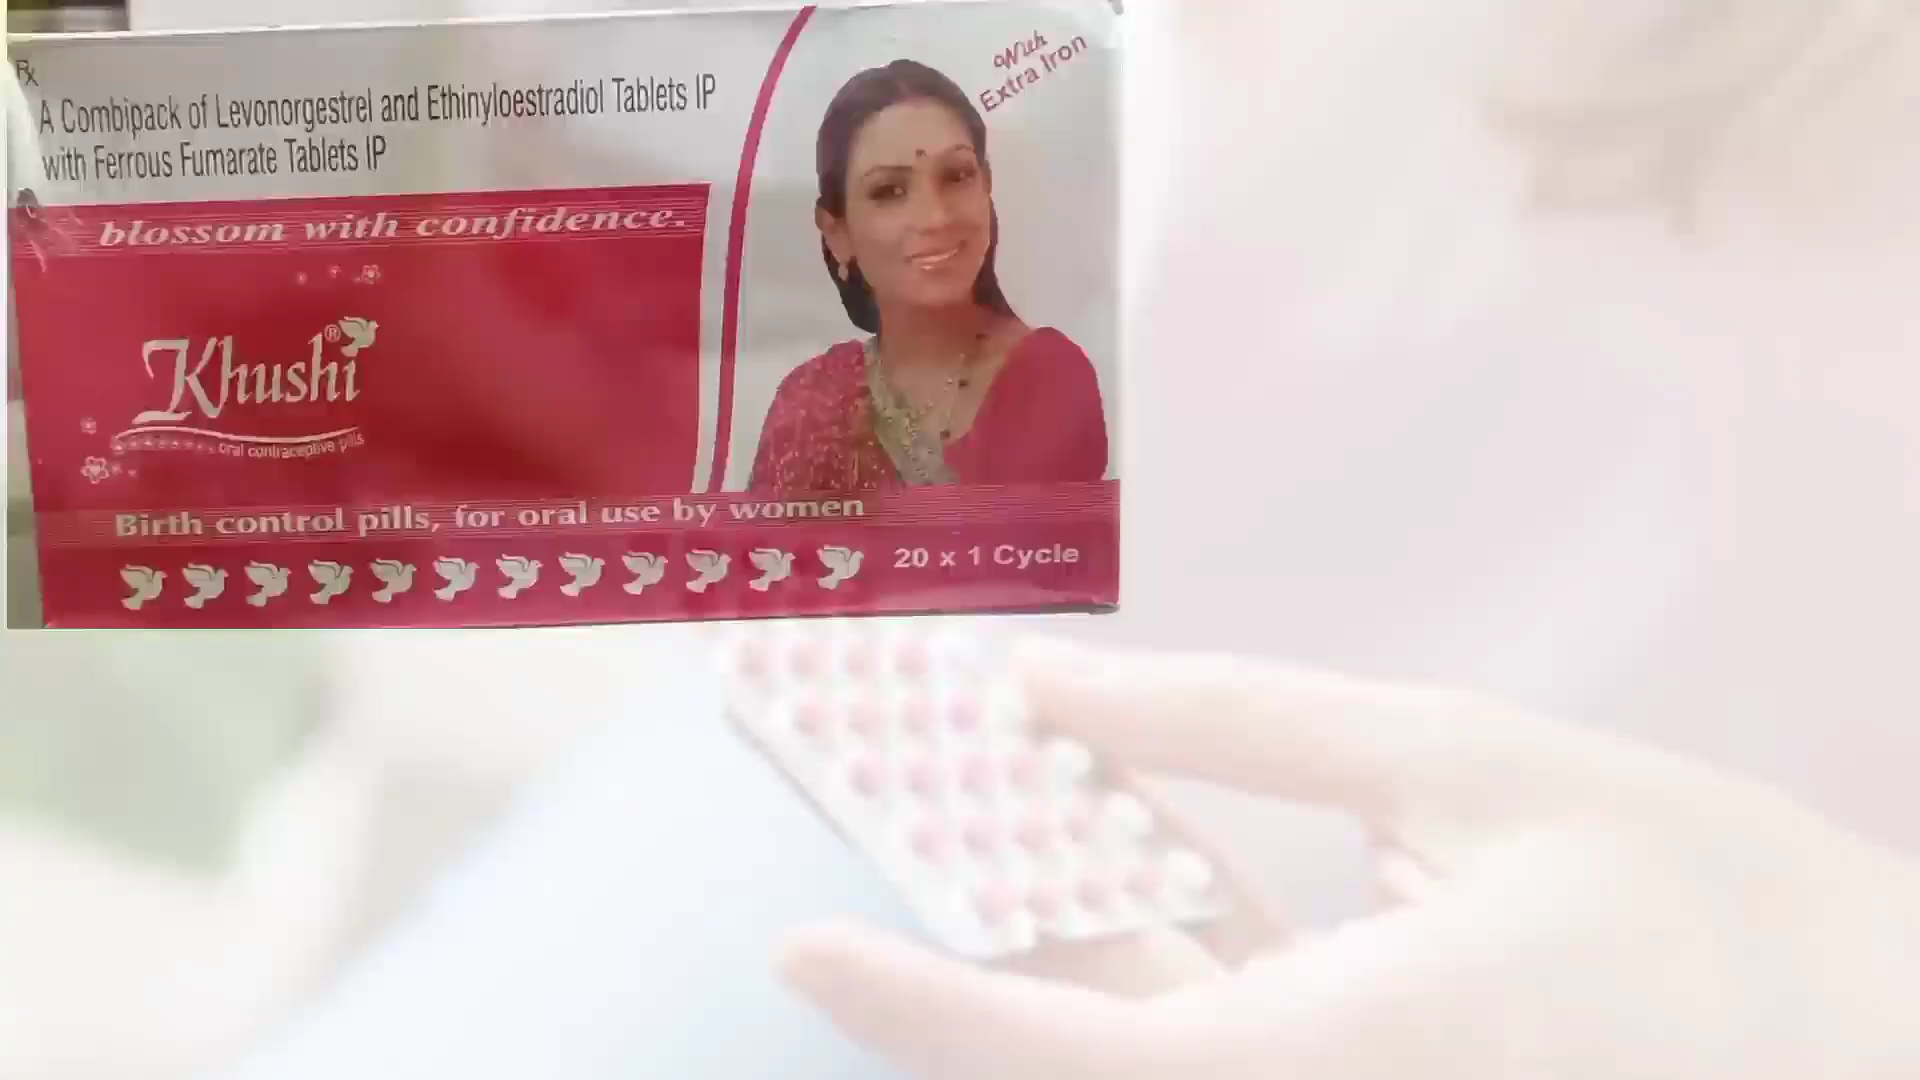 Rx
A Combipack of Levonorgestrel and Ethinyloestradiol Tablets IP
with Ferrous Fumarate Tablets IP
With
Extra Iron
blossom with confidence.
Khushi®
oral contraceptive pills
Birth control pills, for oral use by women
20 x 1 Cycle